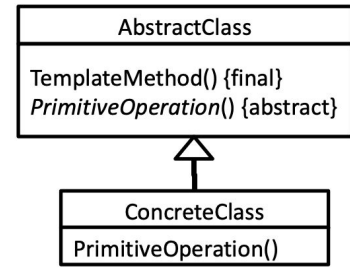 AbstractClass
TemplateMethod() {final}
PrimitiveOperation() {abstract}
ConcreteClass
PrimitiveOperation()